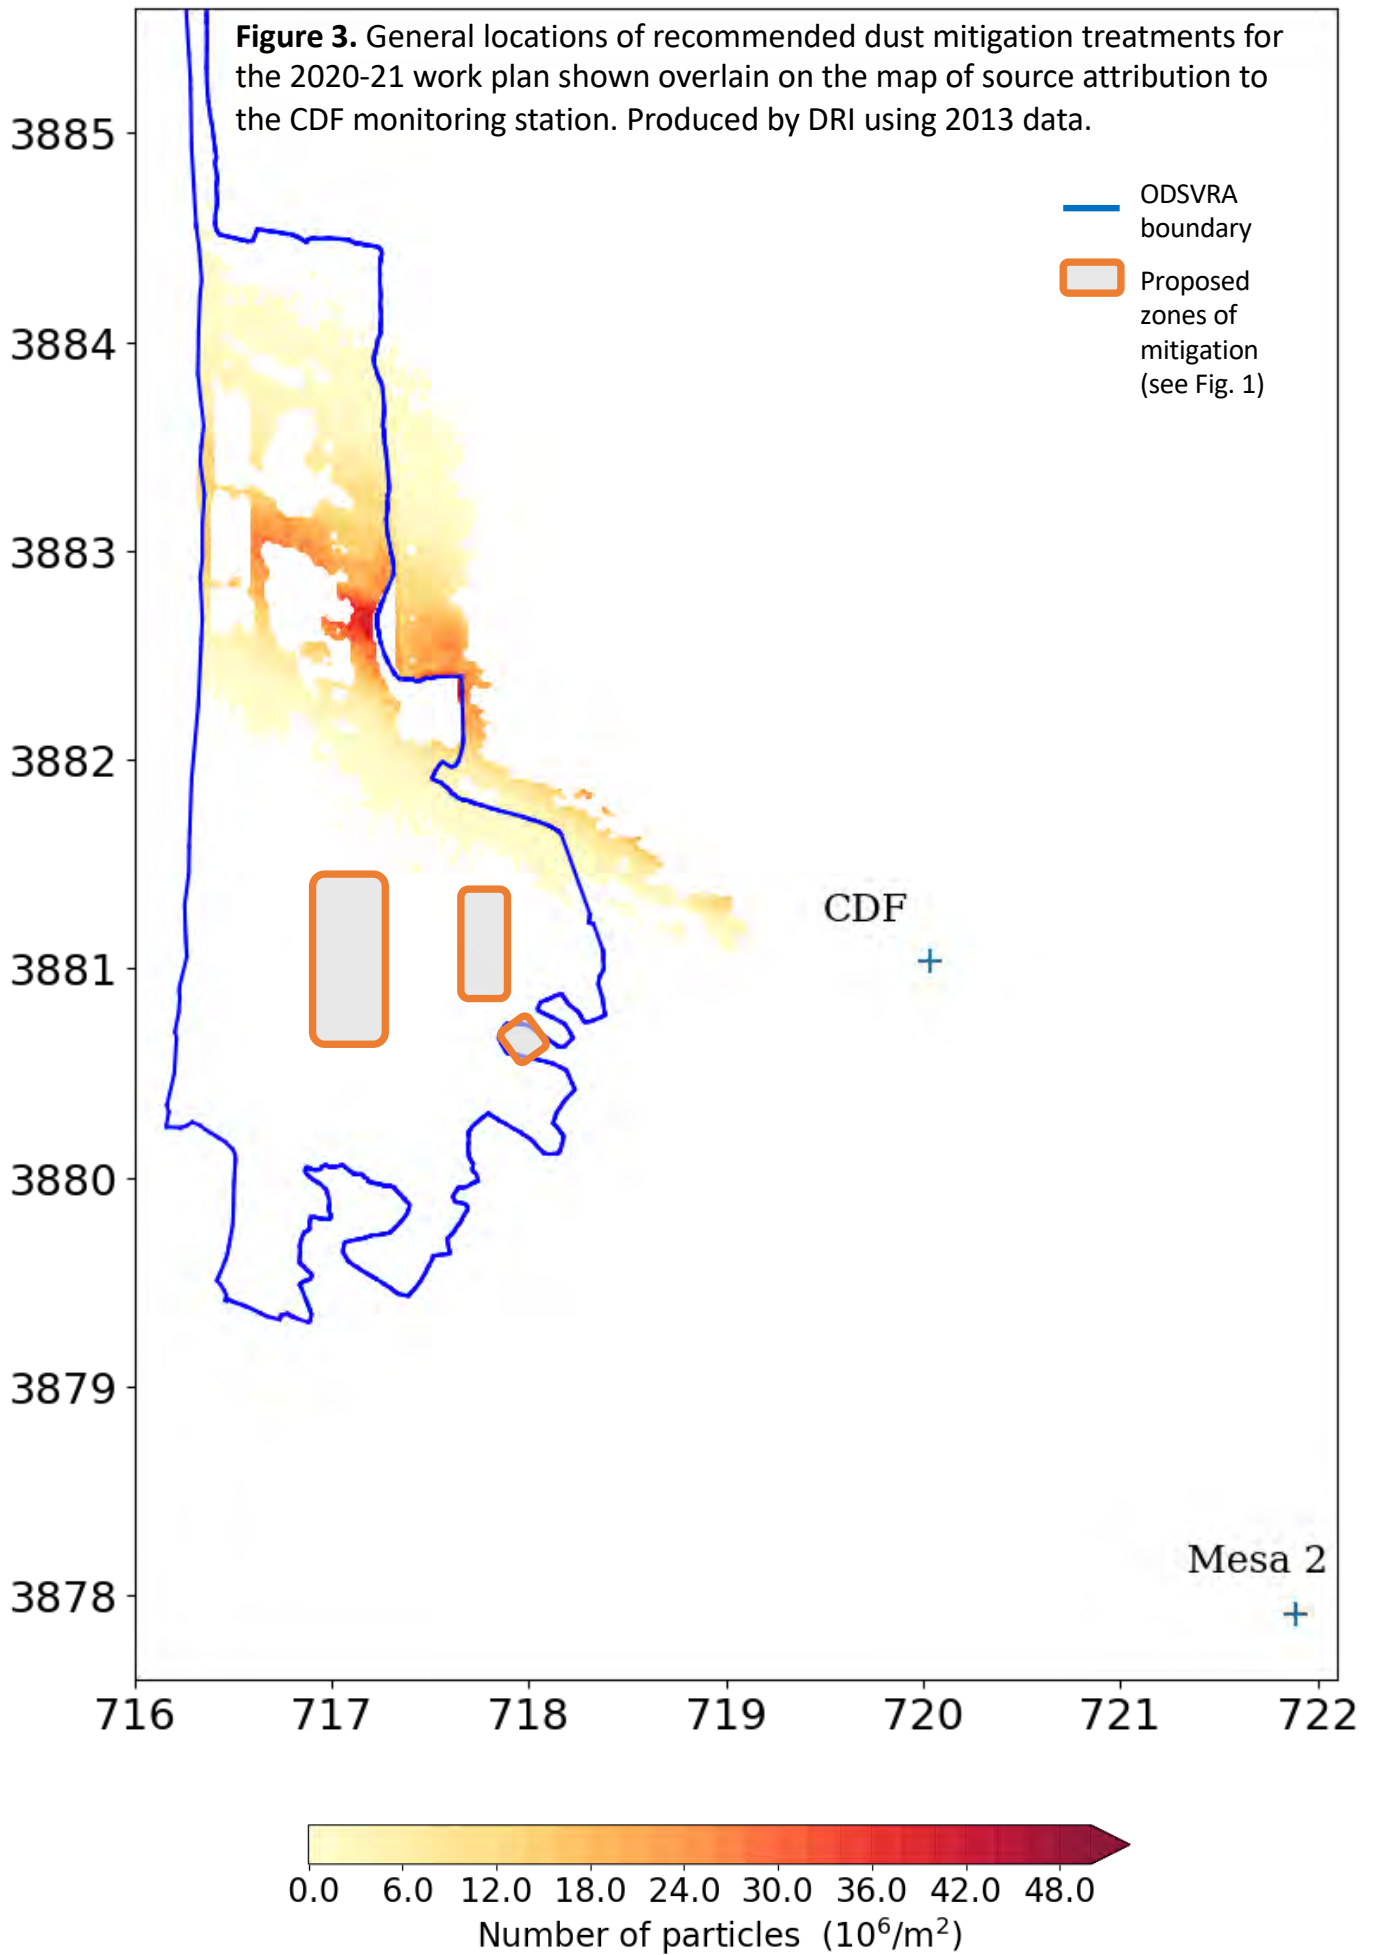 Figure 3. General locations of recommended dust mitigation treatments for
the 2020-21 work plan shown overlain on the map of source attribution to
the CDF monitoring station. Produced by DRI using 2013 data.
ODSVRA
boundary
Proposed
zones of
mitigation
(see Fig. 1)
3885
3884
3883
3882
3881
3880
3879
3878
CDF
Mesa 2
716 717 718 719 720 721 722
0.0 6.0 12.0 18.0 24.0 30.0 36.0 42.0 48.0
Number of particles (10⁶/m²)